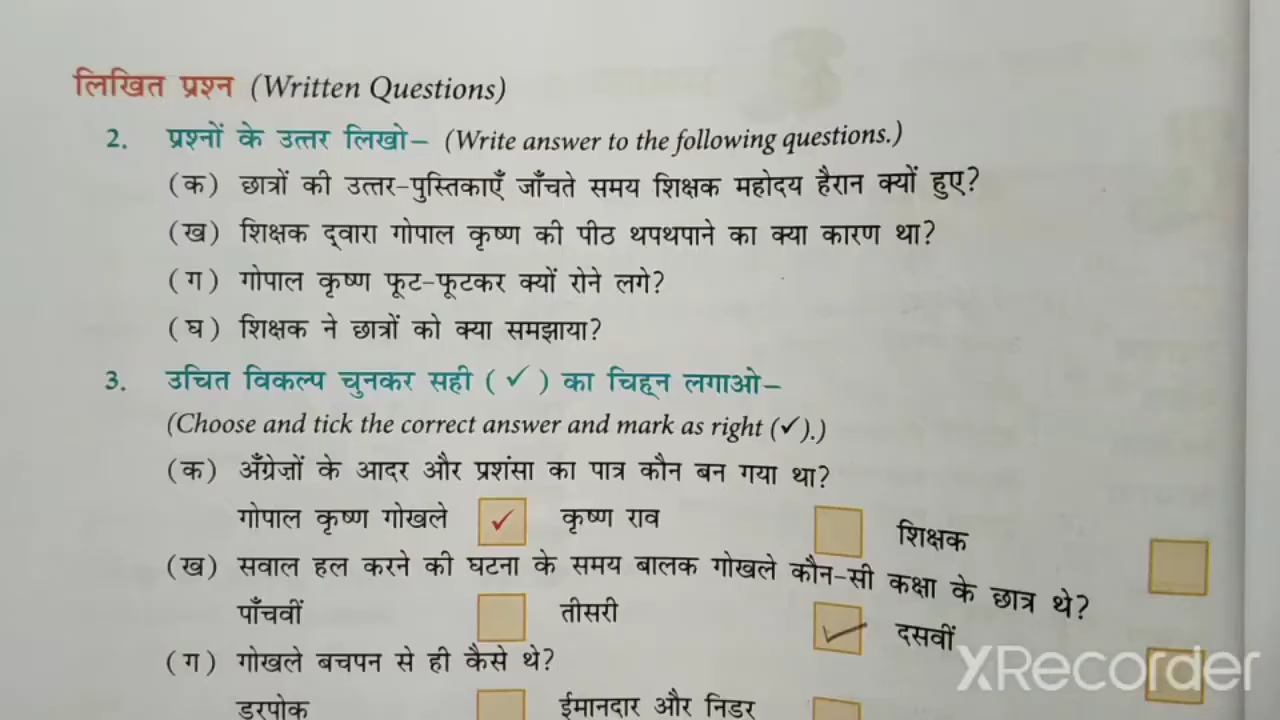 लिखित प्रश्न (Written Questions)
2. प्रश्नों के उत्तर लिखो– (Write answer to the following questions.)
(क) छात्रों की उत्तर-पुस्तिकाएँ जाँचते समय शिक्षक महोदय हैरान क्यों हुए?
(ख) शिक्षक द्वारा गोपाल कृष्ण की पीठ थपथपाने का क्या कारण था?
(ग) गोपाल कृष्ण फूट-फूटकर क्यों रोने लगे?
(घ) शिक्षक ने छात्रों को क्या समझाया?
3. उचित विकल्प चुनकर सही (✓) का चिह्न लगाओ–
(Choose and tick the correct answer and mark as right (✓).)
(क) अँग्रेज़ों के आदर और प्रशंसा का पात्र कौन बन गया था?
गोपाल कृष्ण गोखले ✓ कृष्ण राव शिक्षक
(ख) सवाल हल करने की घटना के समय बालक गोखले कौन-सी कक्षा के छात्र थे?
पाँचवीं तीसरी ✓ दसवीं
(ग) गोखले बचपन से ही कैसे थे?
डरपोक ईमानदार और निडर
XRecorder